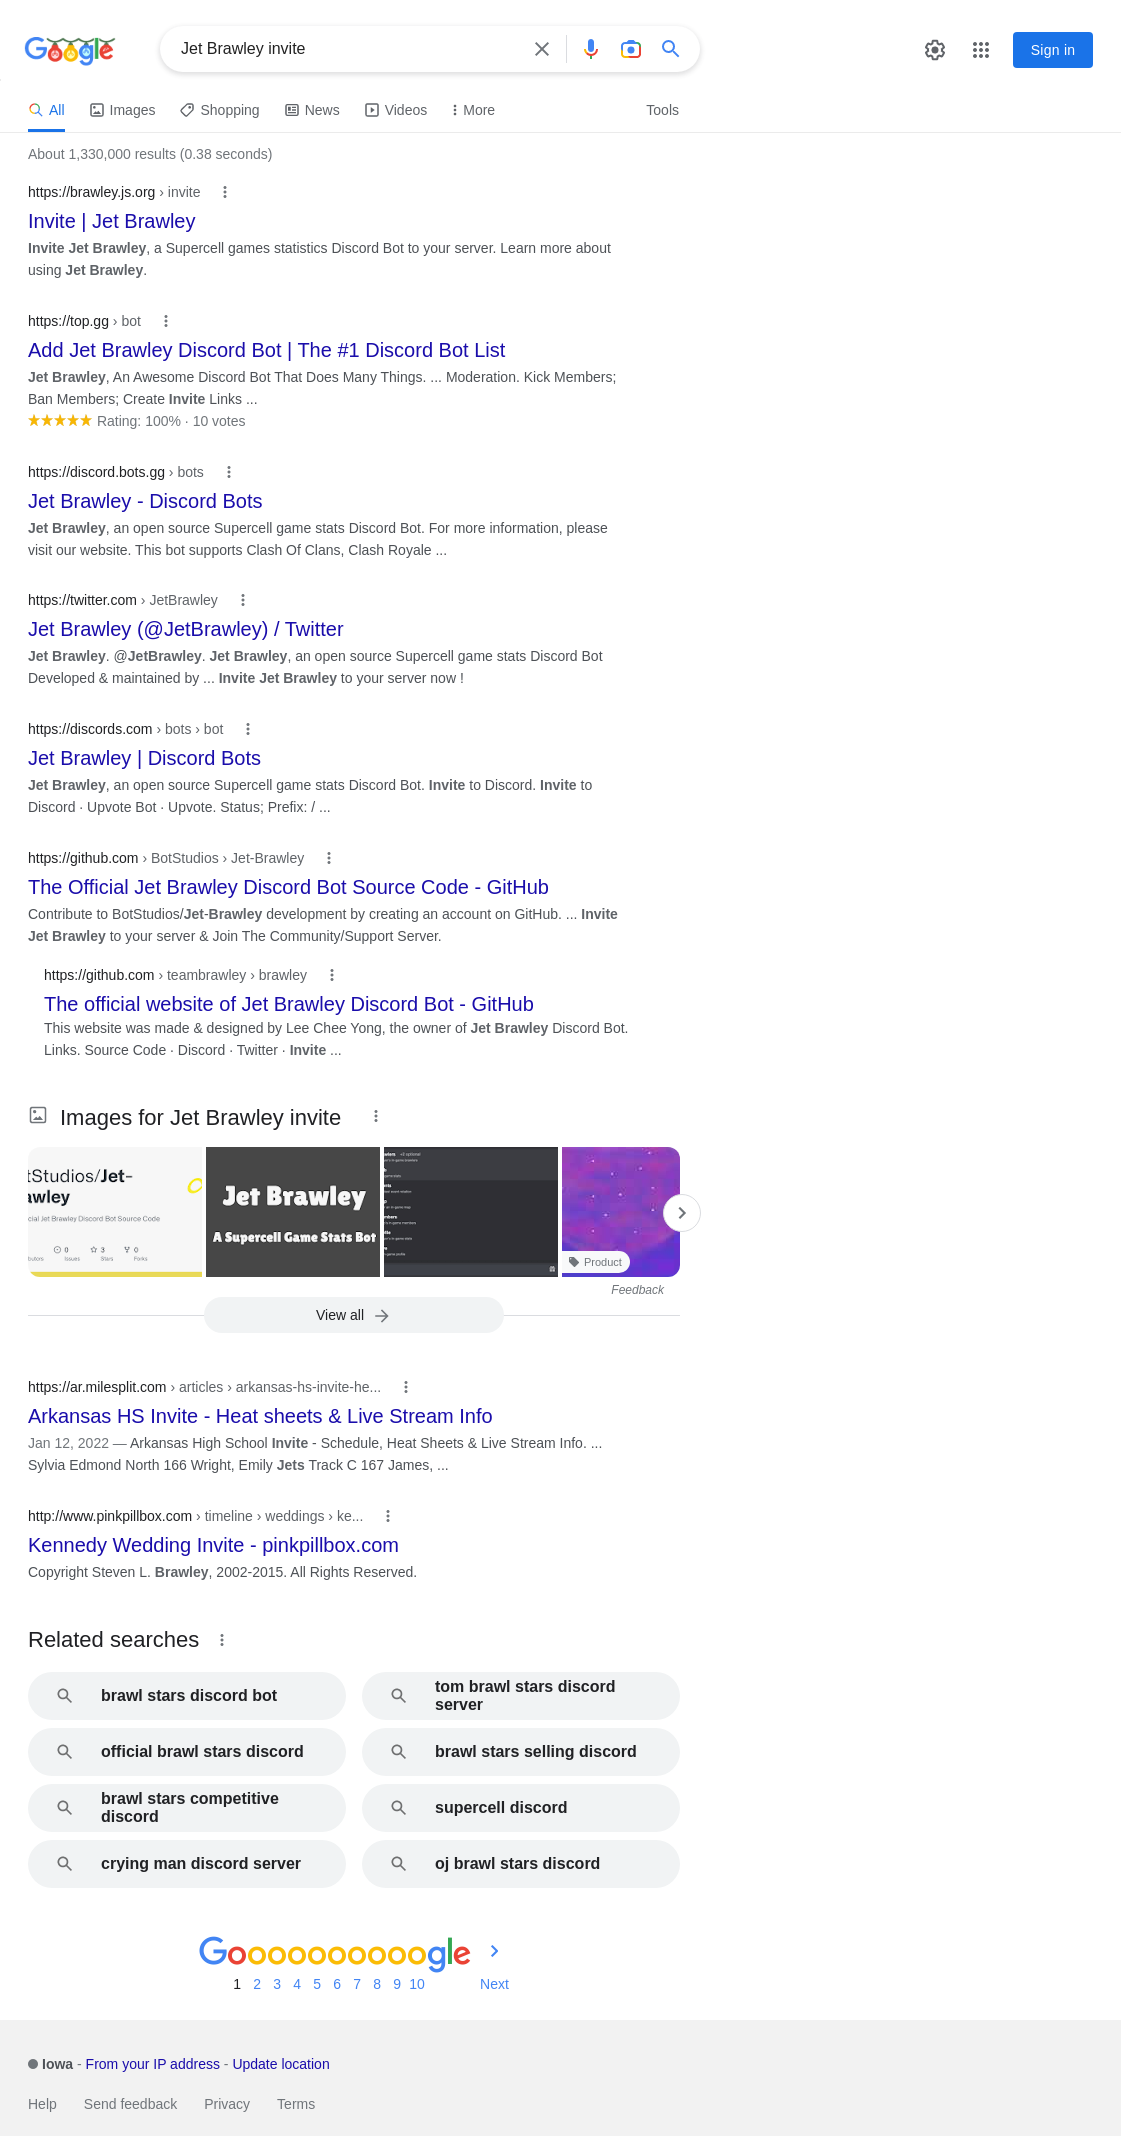 Google
Jet Brawley invite
Sign in
All
Images
Shopping
News
Videos
More
Tools
About 1,330,000 results (0.38 seconds)
https://brawley.js.org › invite
Invite | Jet Brawley
Invite Jet Brawley, a Supercell games statistics Discord Bot to your server. Learn more about
using Jet Brawley.
https://top.gg › bot
Add Jet Brawley Discord Bot | The #1 Discord Bot List
Jet Brawley, An Awesome Discord Bot That Does Many Things. ... Moderation. Kick Members;
Ban Members; Create Invite Links ...
Rating: 100% · 10 votes
https://discord.bots.gg › bots
Jet Brawley - Discord Bots
Jet Brawley, an open source Supercell game stats Discord Bot. For more information, please
visit our website. This bot supports Clash Of Clans, Clash Royale ...
https://twitter.com › JetBrawley
Jet Brawley (@JetBrawley) / Twitter
Jet Brawley. @JetBrawley. Jet Brawley, an open source Supercell game stats Discord Bot
Developed & maintained by ... Invite Jet Brawley to your server now !
https://discords.com › bots › bot
Jet Brawley | Discord Bots
Jet Brawley, an open source Supercell game stats Discord Bot. Invite to Discord. Invite to
Discord · Upvote Bot · Upvote. Status; Prefix: / ...
https://github.com › BotStudios › Jet-Brawley
The Official Jet Brawley Discord Bot Source Code - GitHub
Contribute to BotStudios/Jet-Brawley development by creating an account on GitHub. ... Invite
Jet Brawley to your server & Join The Community/Support Server.
https://github.com › teambrawley › brawley
The official website of Jet Brawley Discord Bot - GitHub
This website was made & designed by Lee Chee Yong, the owner of Jet Brawley Discord Bot.
Links. Source Code · Discord · Twitter · Invite ...
Images for Jet Brawley invite
tStudios/Jet-
awley
cial Jet Brawley Discord Bot Source Code
0
3
0
Issues
Stars
Forks
Jet Brawley
A Supercell Game Stats Bot
Product
Feedback
View all
https://ar.milesplit.com › articles › arkansas-hs-invite-he...
Arkansas HS Invite - Heat sheets & Live Stream Info
Jan 12, 2022 — Arkansas High School Invite - Schedule, Heat Sheets & Live Stream Info. ...
Sylvia Edmond North 166 Wright, Emily Jets Track C 167 James, ...
http://www.pinkpillbox.com › timeline › weddings › ke...
Kennedy Wedding Invite - pinkpillbox.com
Copyright Steven L. Brawley, 2002-2015. All Rights Reserved.
Related searches
brawl stars discord bot
tom brawl stars discord
server
official brawl stars discord
brawl stars selling discord
brawl stars competitive
discord
supercell discord
crying man discord server
oj brawl stars discord
Goooooooooogle
1 2 3 4 5 6 7 8 9 10 Next
Iowa - From your IP address - Update location
Help Send feedback Privacy Terms